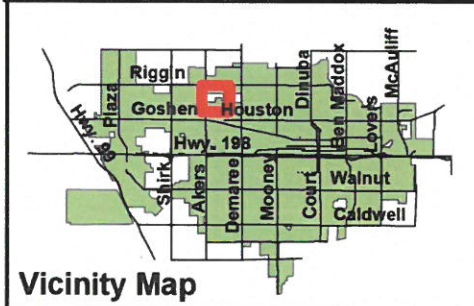 Riggin
Goshen Houston
Hwy. 198
Walnut
Caldwell
Plaza
Hwy. 99
Shirk
Akers
Demaree
Mooney
Court
Dinuba
Ben Maddox
Lovers
McAuliff
Vicinity Map